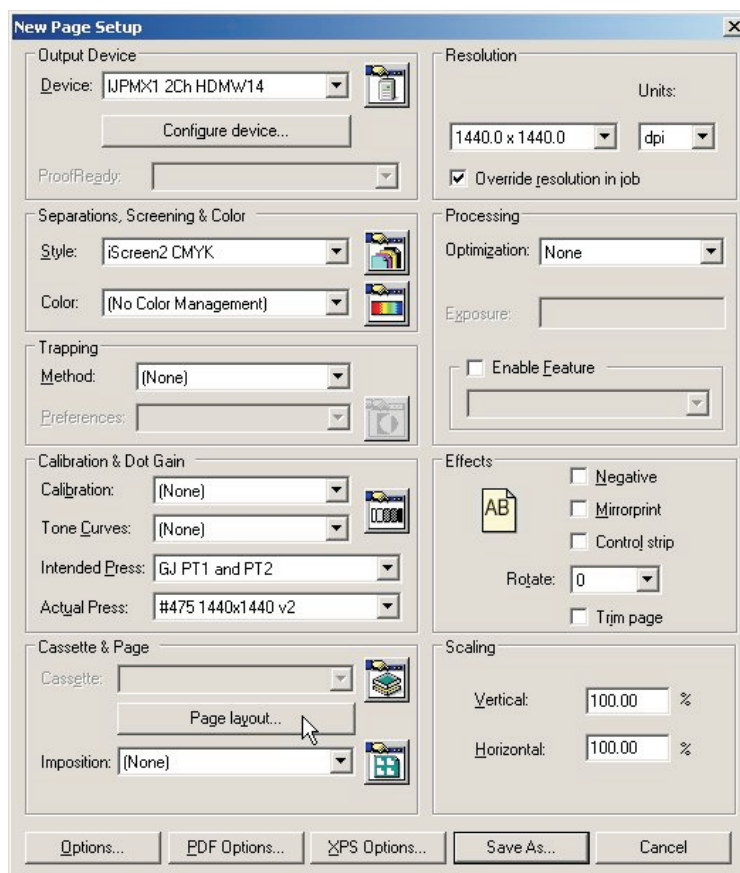 New Page Setup
Output Device
Device: IJPMX1 2Ch HDMW14
Configure device...
ProofReady:
Separations, Screening & Color
Style: iScreen2 CMYK
Color: (No Color Management)
Trapping
Method: (None)
Preferences:
Calibration & Dot Gain
Calibration: (None)
Tone Curves: (None)
Intended Press: GJ PT1 and PT2
Actual Press: #475 1440x1440 v2
Cassette & Page
Cassette:
Page layout...
Imposition: (None)
Resolution
Units:
1440.0 x 1440.0 dpi
Override resolution in job
Processing
Optimization: None
Exposure:
Enable Feature
Effects
AB
Negative
Mirrorprint
Control strip
Rotate: 0
Trim page
Scaling
Vertical: 100.00 %
Horizontal: 100.00 %
Options... PDF Options... XPS Options... Save As... Cancel